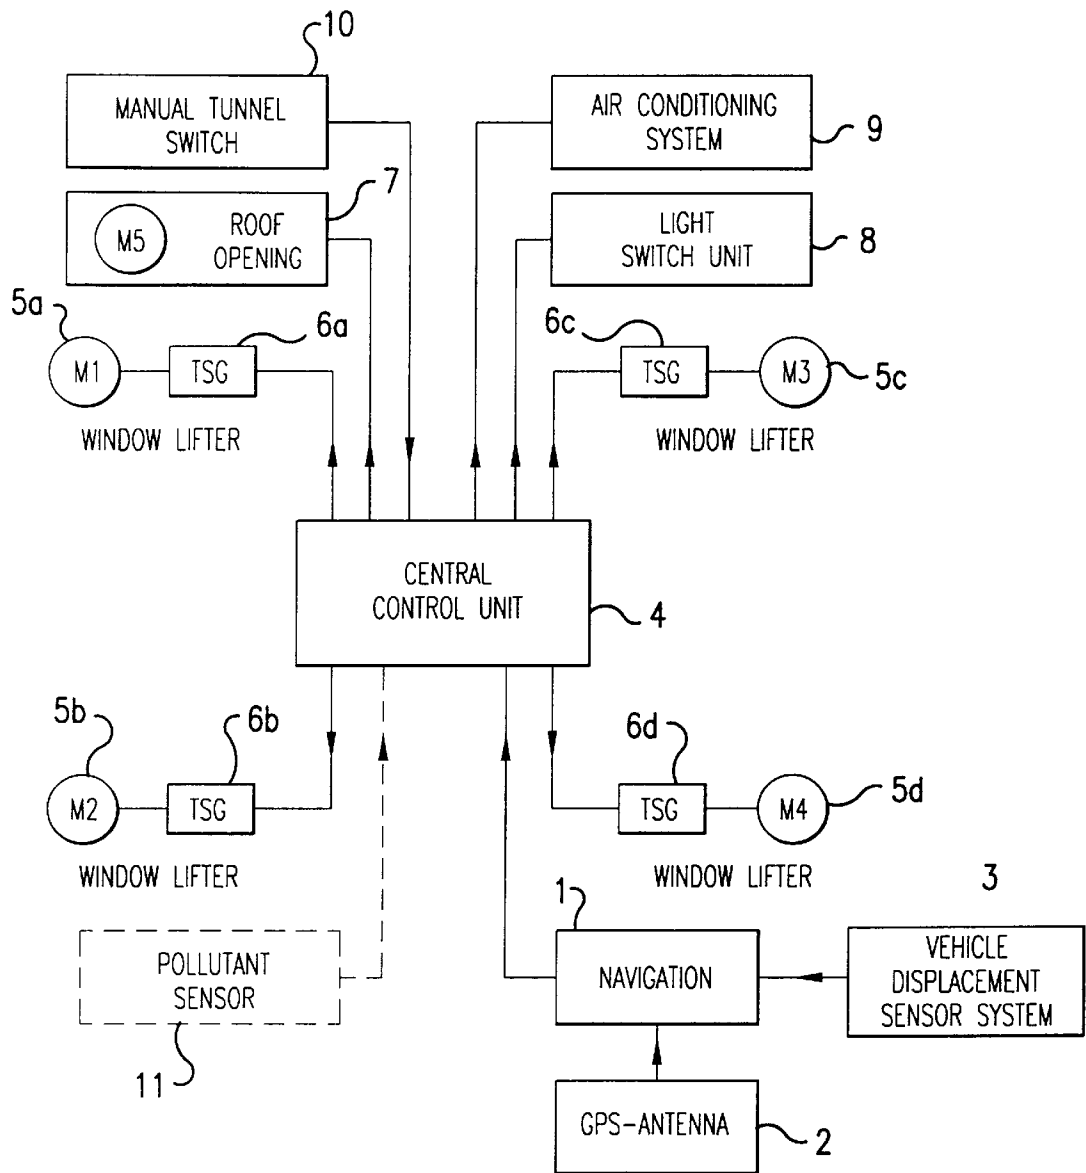 10
MANUAL TUNNEL
SWITCH
AIR CONDITIONING
SYSTEM
9
7
M5
ROOF
OPENING
LIGHT
SWITCH UNIT
8
5a
6a
M1
TSG
WINDOW LIFTER
6c
TSG
M3
5c
WINDOW LIFTER
CENTRAL
CONTROL UNIT
4
5b
6b
M2
TSG
WINDOW LIFTER
6d
TSG
M4
5d
WINDOW LIFTER
3
1
POLLUTANT
SENSOR
11
NAVIGATION
VEHICLE
DISPLACEMENT
SENSOR SYSTEM
GPS-ANTENNA
2